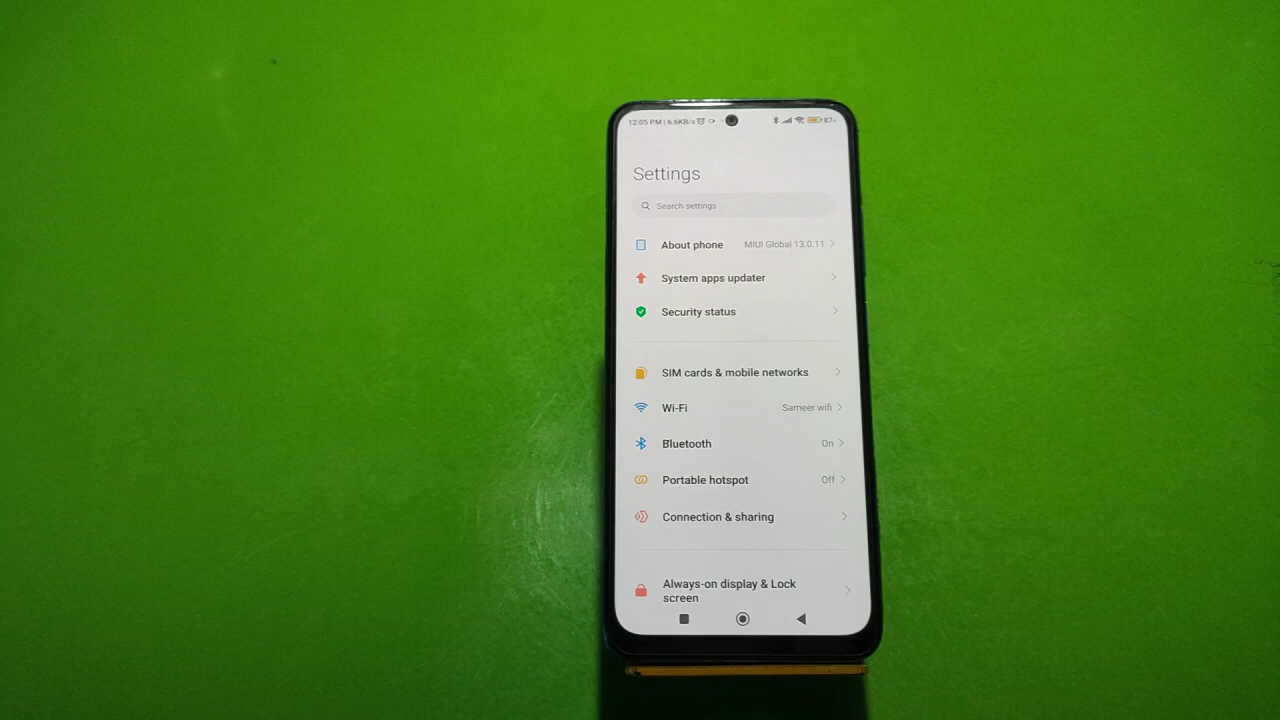 12:05 PM | 6.6KB/s
87%
Settings
Search settings
About phone MIUI Global 13.0.11
System apps updater
Security status
SIM cards & mobile networks
Wi-Fi Sameer wifi
Bluetooth On
Portable hotspot Off
Connection & sharing
Always-on display & Lock
screen